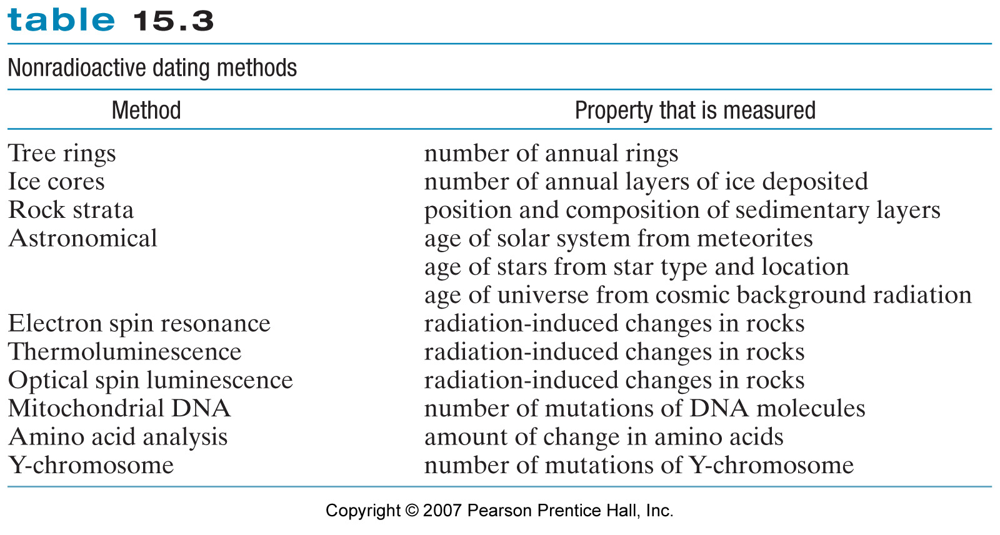 table 15.3
Nonradioactive dating methods
Method Property that is measured
Tree rings number of annual rings
Ice cores number of annual layers of ice deposited
Rock strata position and composition of sedimentary layers
Astronomical age of solar system from meteorites
age of stars from star type and location
age of universe from cosmic background radiation
Electron spin resonance radiation-induced changes in rocks
Thermoluminescence radiation-induced changes in rocks
Optical spin luminescence radiation-induced changes in rocks
Mitochondrial DNA number of mutations of DNA molecules
Amino acid analysis amount of change in amino acids
Y-chromosome number of mutations of Y-chromosome
Copyright © 2007 Pearson Prentice Hall, Inc.